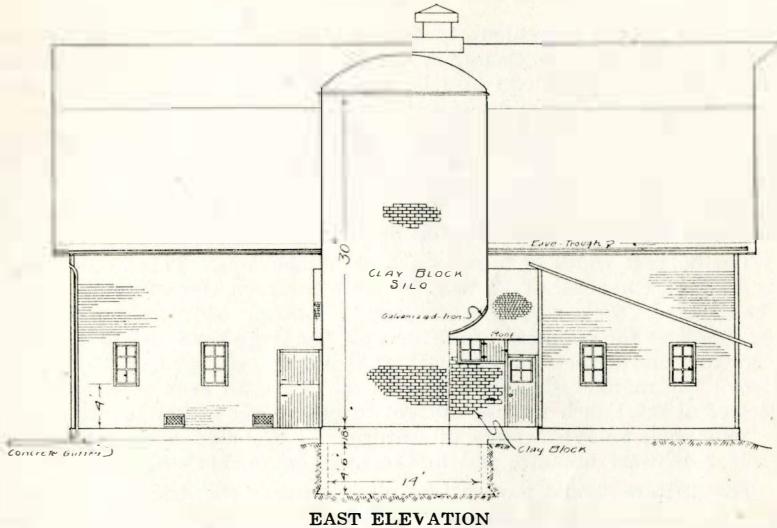 Eave-Trough
30
CLAY BLOCK
SILO
Galvanized-Iron
Roof
4'
Concrete Gutter
Clay Block
4'6"
18"
14'
EAST ELEVATION